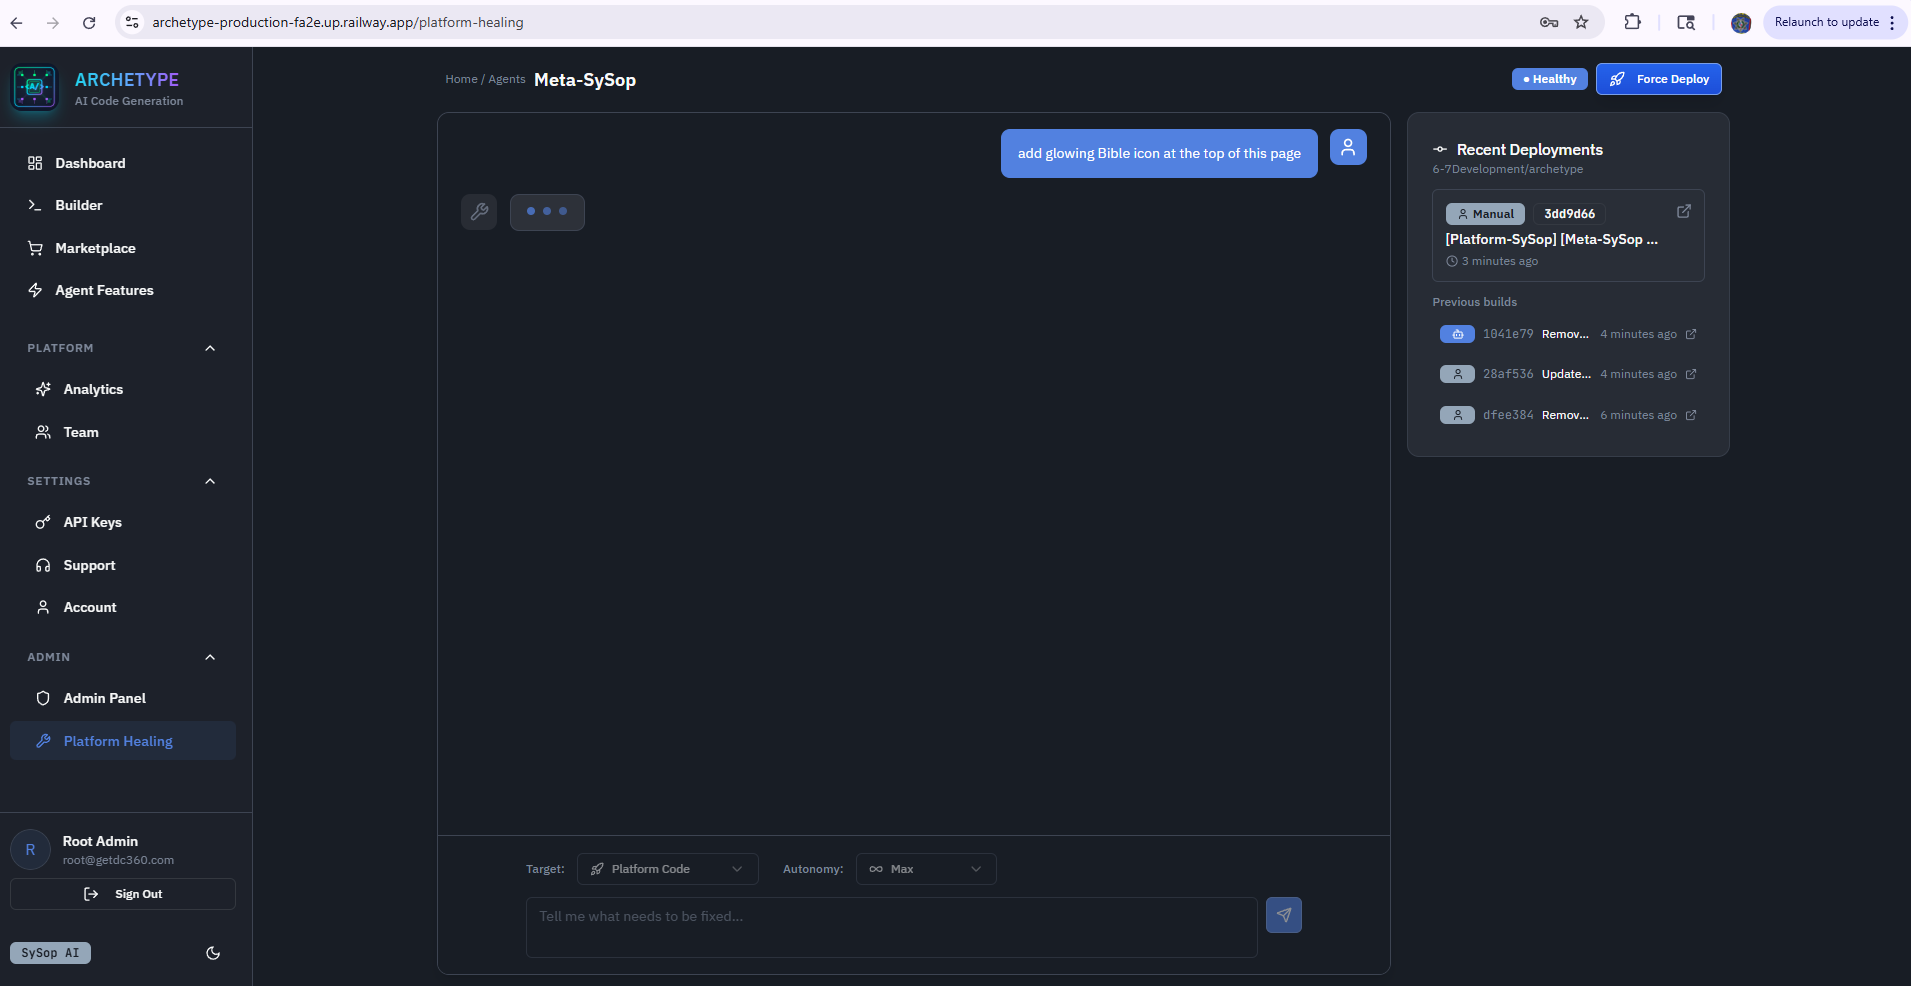 archetype-production-fa2e.up.railway.app/platform-healing
Relaunch to update
ARCHETYPE
AI Code Generation
Dashboard
Builder
Marketplace
Agent Features
PLATFORM
Analytics
Team
SETTINGS
API Keys
Support
Account
ADMIN
Admin Panel
Platform Healing
R
Root Admin
root@getdc360.com
Sign Out
SySop AI
Home / Agents Meta-SySop
Healthy
Force Deploy
add glowing Bible icon at the top of this page
Target:
Platform Code
Autonomy:
Max
Tell me what needs to be fixed...
Recent Deployments
6-7Development/archetype
Manual 3dd9d66
[Platform-SySop] [Meta-SySop ...
3 minutes ago
Previous builds
1041e79 Remov... 4 minutes ago
28af536 Update... 4 minutes ago
dfee384 Remov... 6 minutes ago